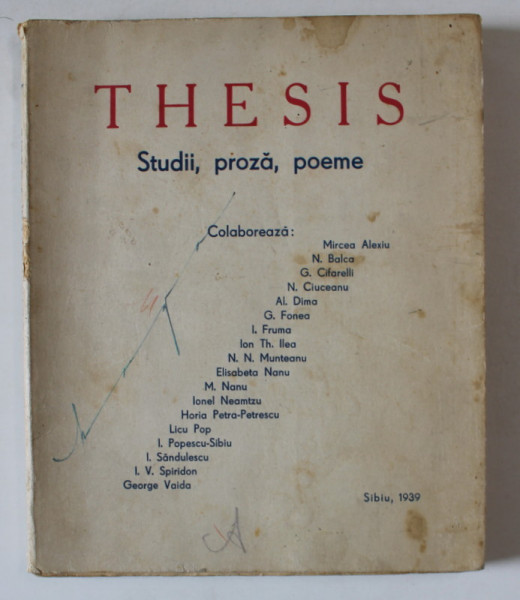 THESIS
Studii, proză, poeme
Colaborează:
Mircea Alexiu
N. Balca
G. Cifarelli
N. Ciuceanu
Al. Dima
G. Fonea
I. Fruma
Ion Th. Ilea
N. N. Munteanu
Elisabeta Nanu
M. Nanu
Ionel Neamtzu
Horia Petra-Petrescu
Licu Pop
I. Popescu-Sibiu
I. Sândulescu
I. V. Spiridon
George Vaida
Sibiu, 1939